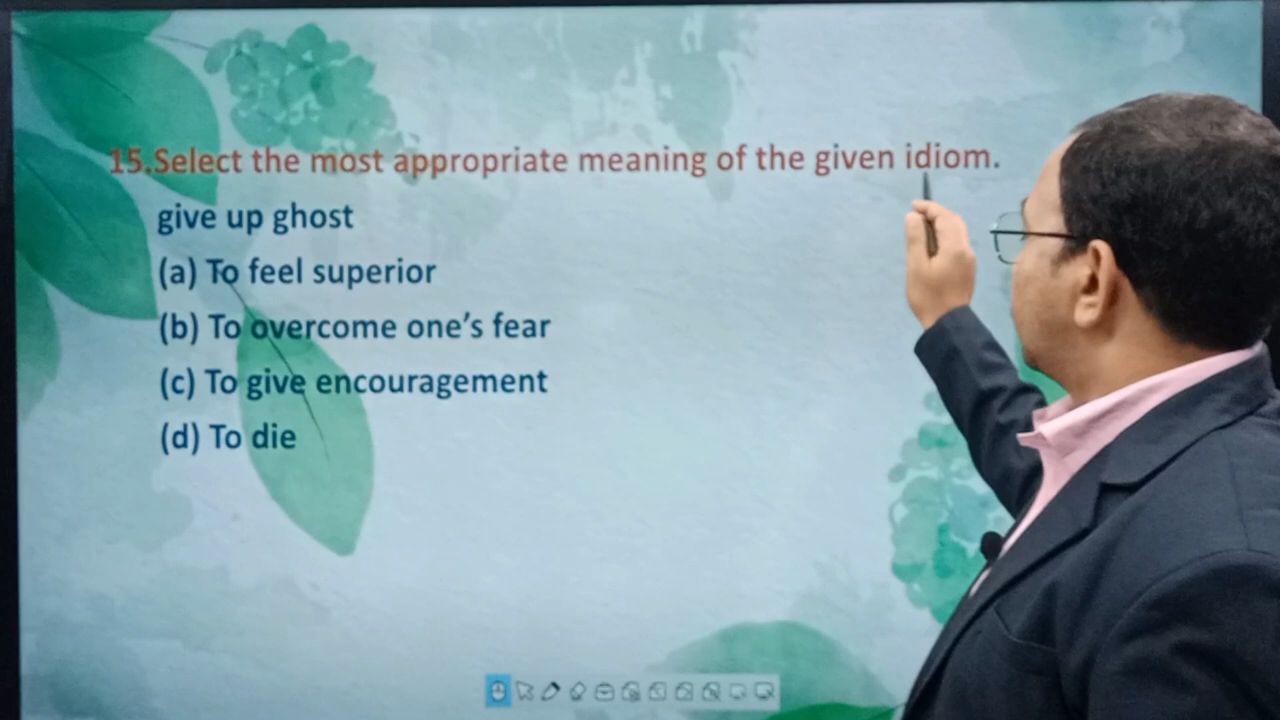 15.Select the most appropriate meaning of the given idiom.
give up ghost
(a) To feel superior
(b) To overcome one's fear
(c) To give encouragement
(d) To die